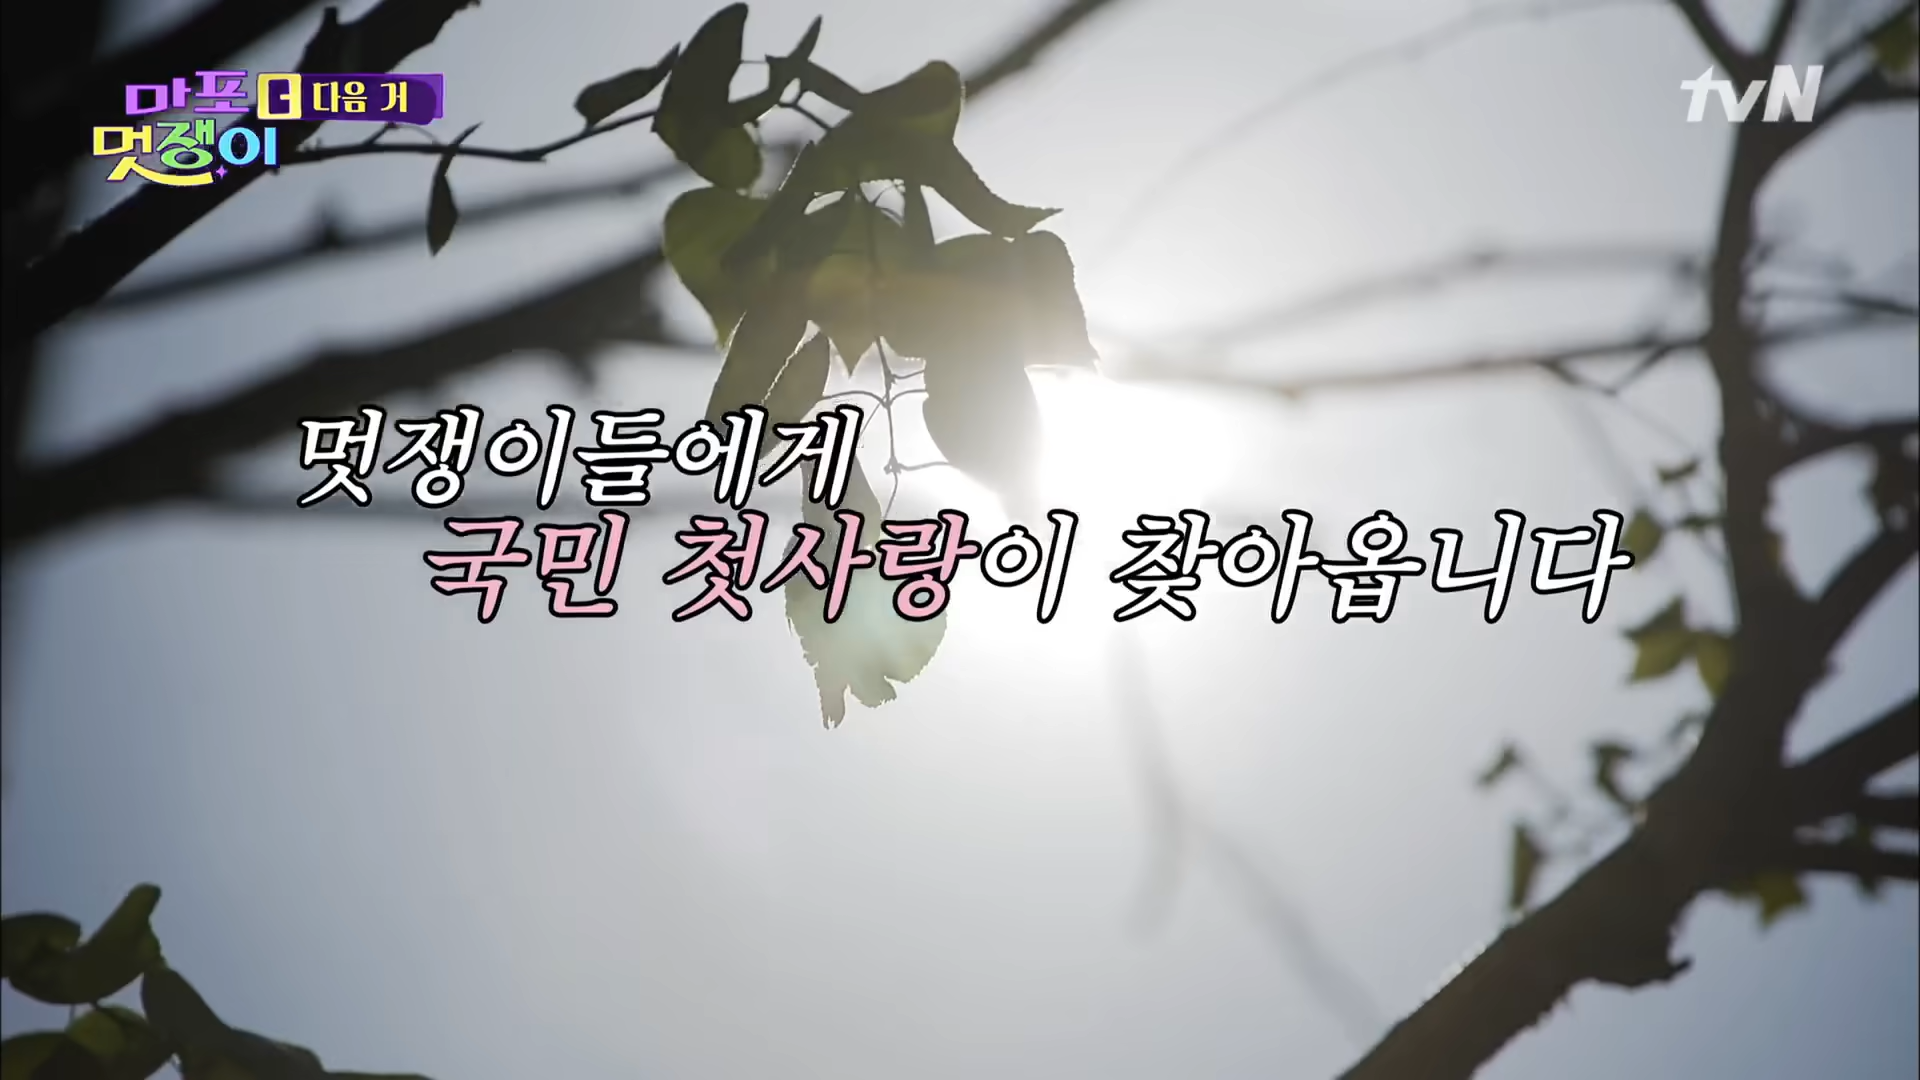 마포
멋쟁이
다음 거
tvN
멋쟁이들에게
국민 첫사랑이 찾아옵니다